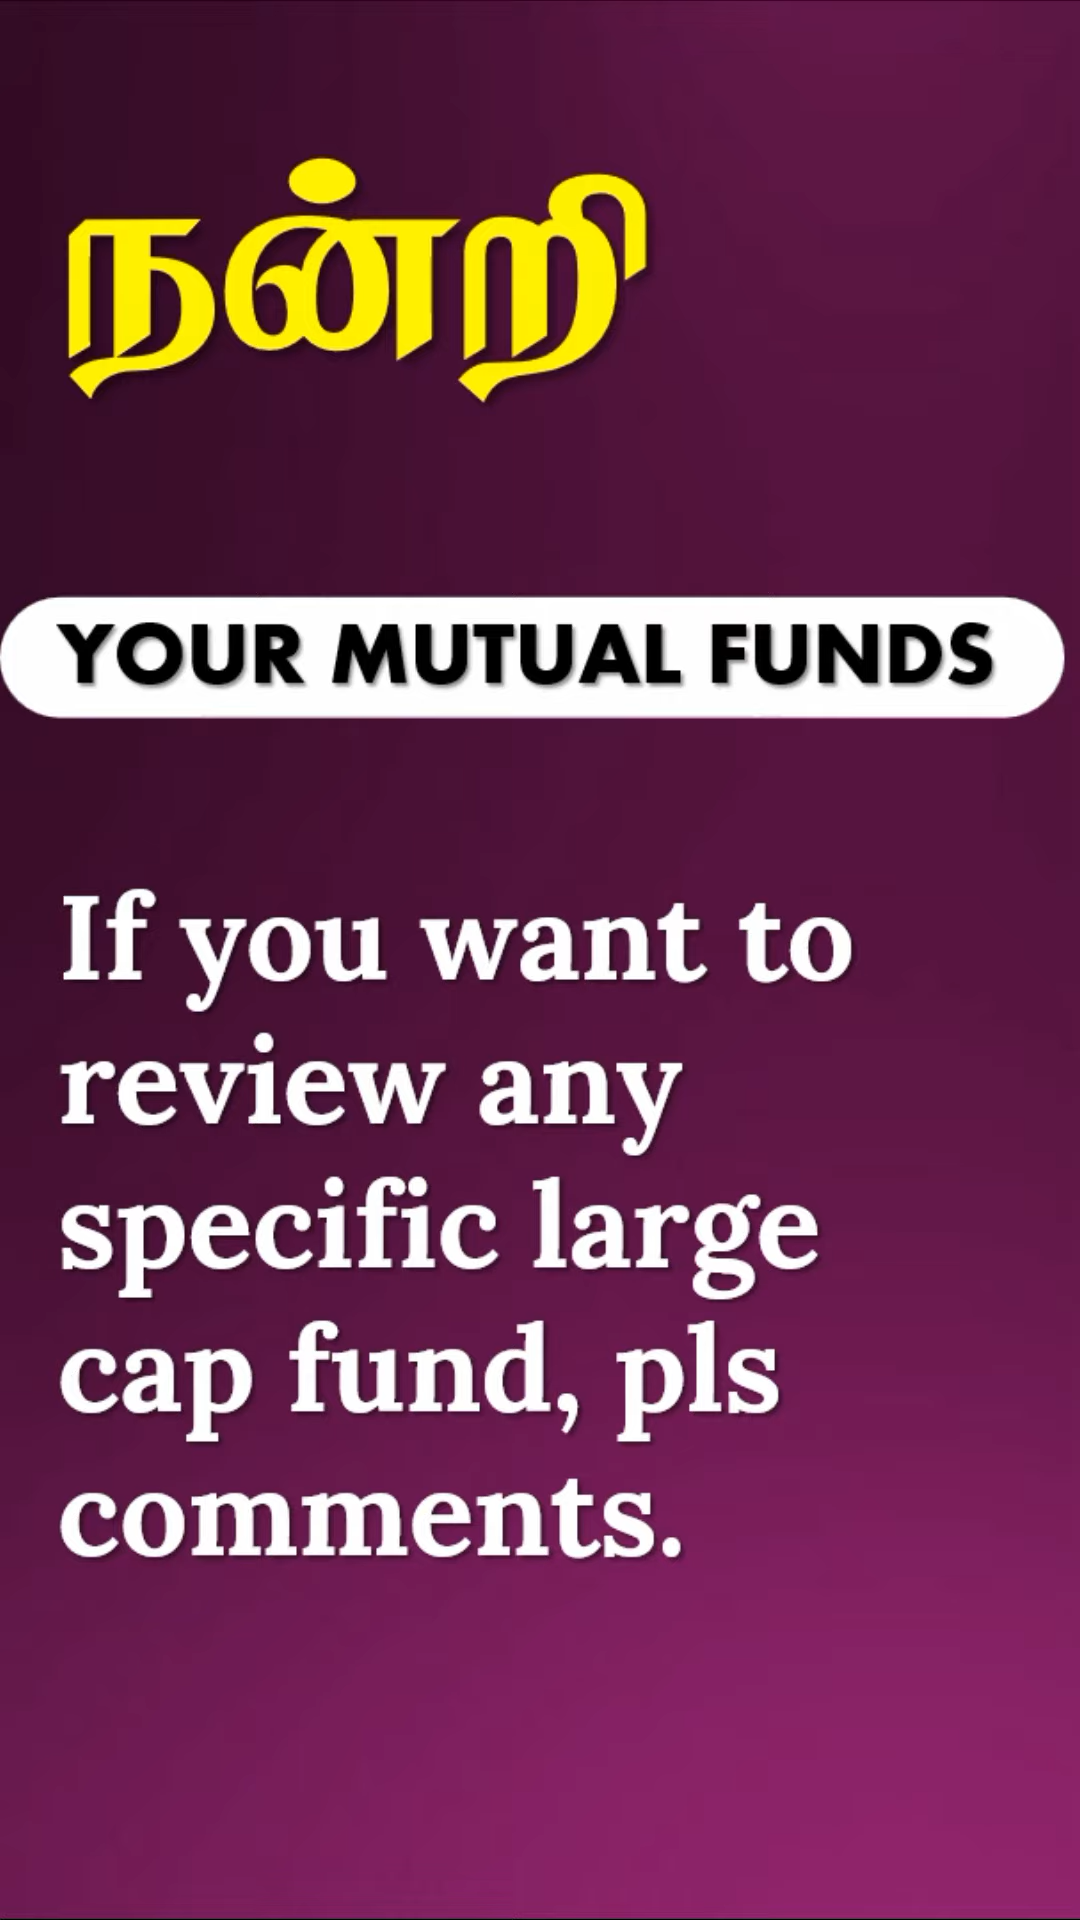 நன்றி
YOUR MUTUAL FUNDS
If you want to
review any
specific large
cap fund, pls
comments.